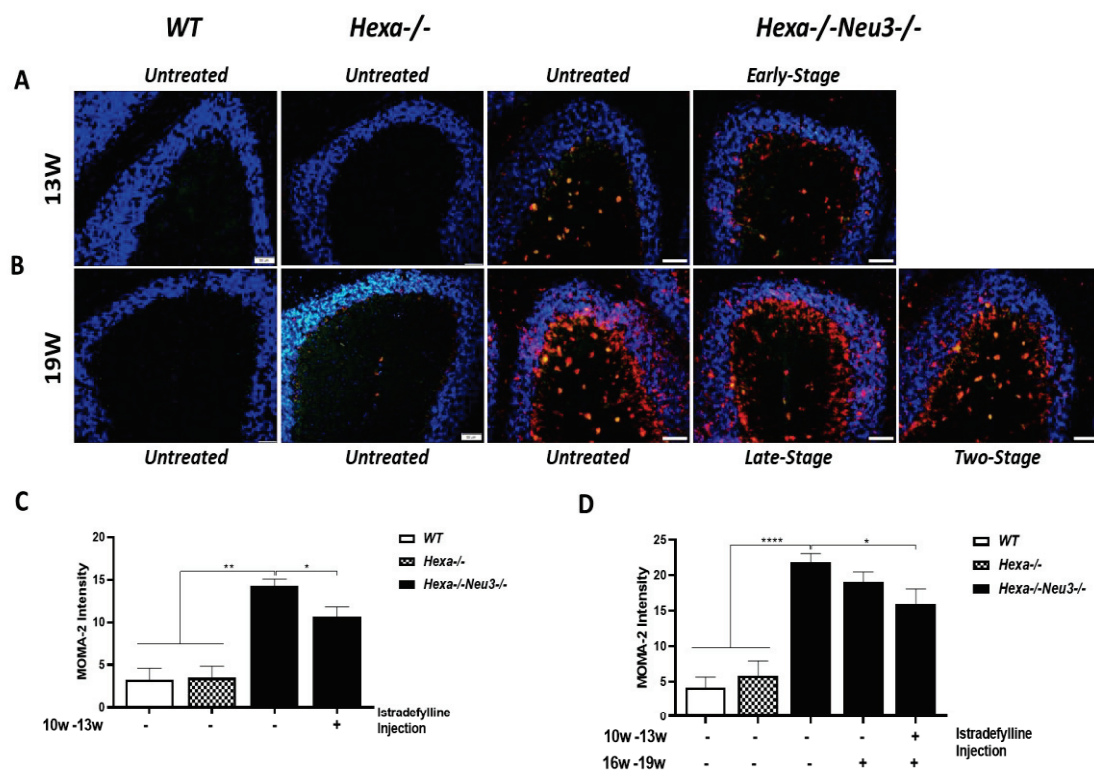 WT Hexa-/- Hexa-/-Neu3-/-
A Untreated Untreated Untreated Early-Stage
13W
B
19W
Untreated Untreated Untreated Late-Stage Two-Stage
C
MOMA-2 Intensity
20
15
10
5
0
** *
WT
Hexa-/-
Hexa-/-Neu3-/-
10w -13w - - - + Istradefylline
Injection
D
MOMA-2 Intensity
25
20
15
10
5
0
**** *
WT
Hexa-/-
Hexa-/-Neu3-/-
10w -13w - - - - + Istradefylline
Injection
16w -19w - - - + +